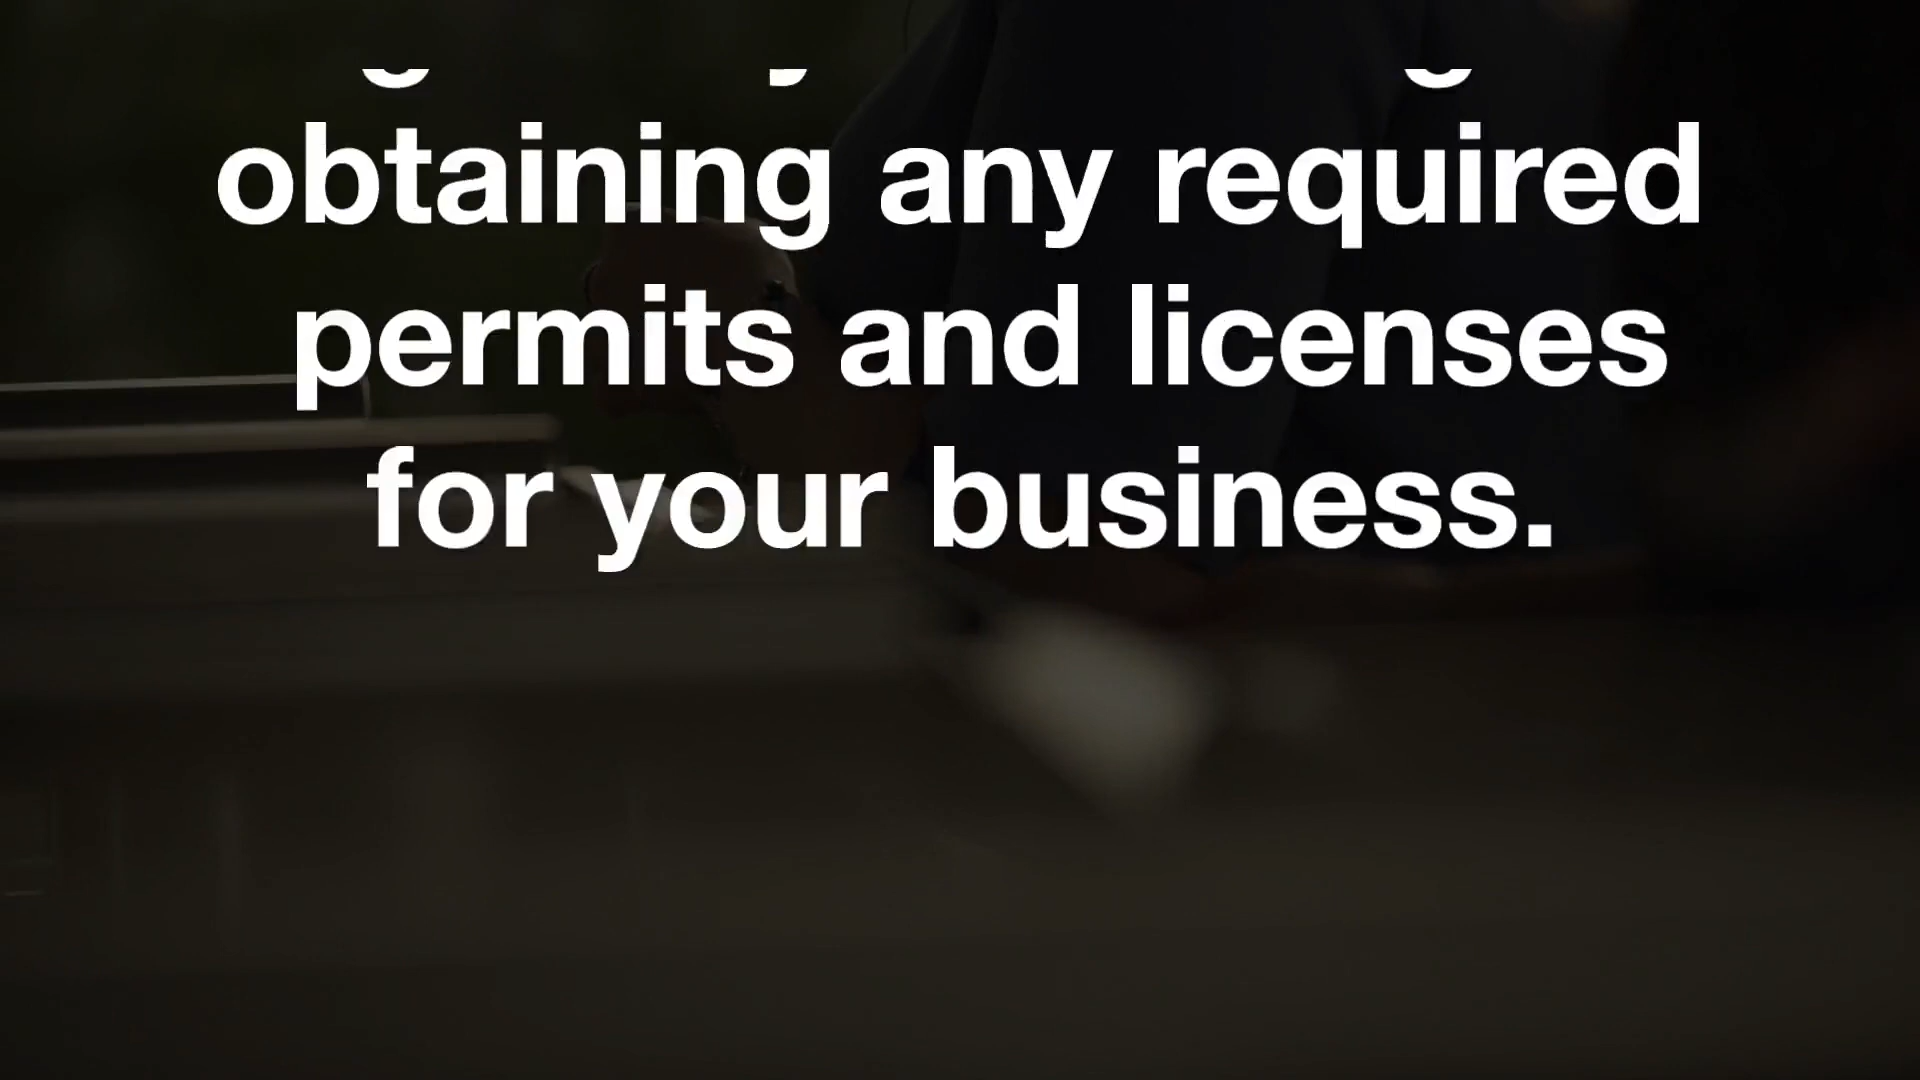 obtaining any required
permits and licenses
for your business.